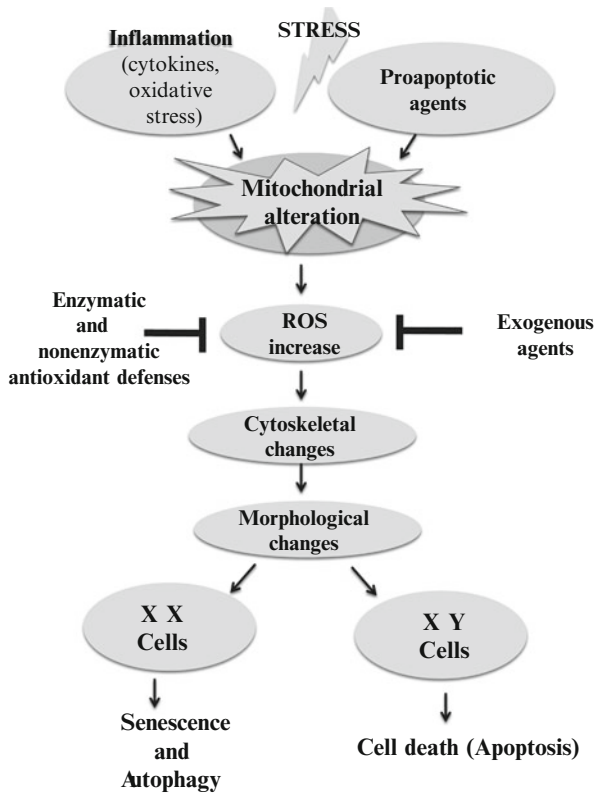 STRESS
Inflammation
(cytokines,
oxidative
stress)
Proapoptotic
agents
Mitochondrial
alteration
Enzymatic
and
nonenzymatic
antioxidant defenses
ROS
increase
Exogenous
agents
Cytoskeletal
changes
Morphological
changes
X X
Cells
X Y
Cells
Senescence
and
Autophagy
Cell death (Apoptosis)